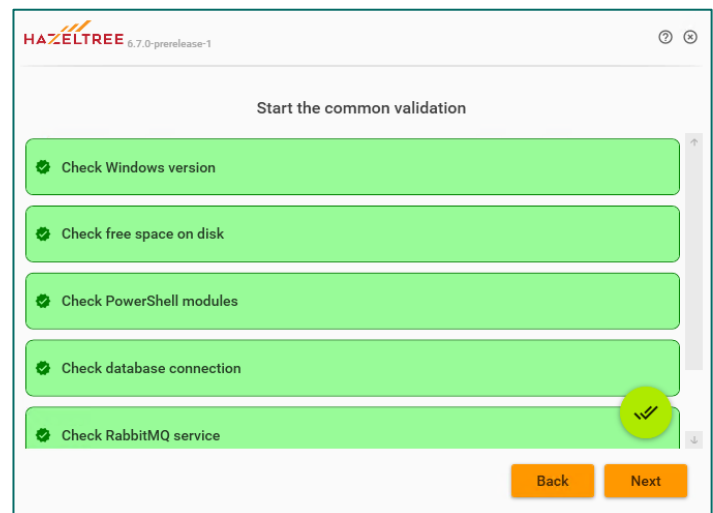 HAZELTREE 6.7.0-prerelease-1
Start the common validation
Check Windows version
Check free space on disk
Check PowerShell modules
Check database connection
Check RabbitMQ service
Back Next